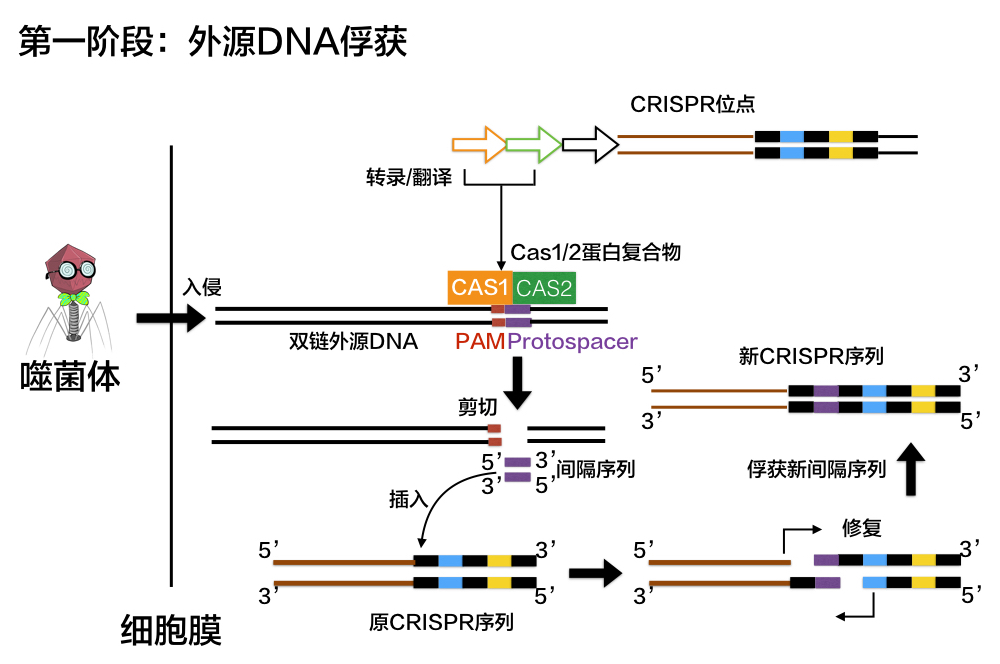 第一阶段：外源DNA俘获
CRISPR位点
转录/翻译
Cas1/2蛋白复合物
CAS1 CAS2
入侵
双链外源DNA
PAM Protospacer
噬菌体
剪切
5’ 3’
3’ 5’
间隔序列
插入
5’ 3’
3’ 5’
原CRISPR序列
细胞膜
修复
5’ 3’
3’ 5’
俘获新间隔序列
新CRISPR序列
5’ 3’
3’ 5’